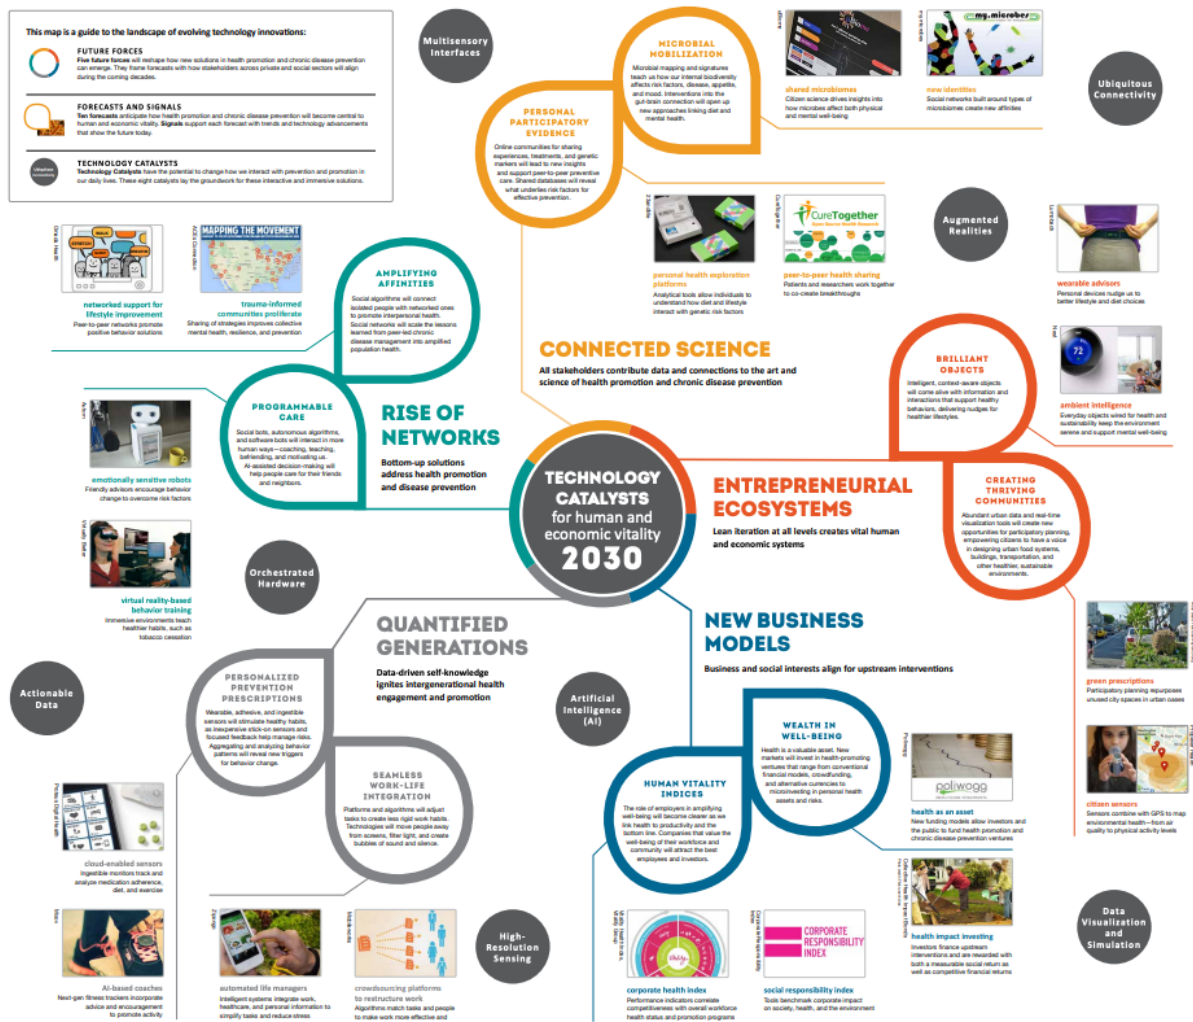 This map is a guide to the landscape of evolving technology innovations:
FUTURE FORCES
Five future forces will reshape how new solutions in health promotion and chronic disease prevention
can emerge. They frame forecasts with how stakeholders across private and social sectors will align
during the coming decades.
FORECASTS AND SIGNALS
Ten forecasts anticipate how health promotion and chronic disease prevention will become central to
human and economic vitality. Signals support each forecast with trends and technology advancements
that show the future today.
Ubiquitous
Connectivity
TECHNOLOGY CATALYSTS
Technology Catalysts have the potential to change how we interact with prevention and promotion in
our daily lives. These eight catalysts lay the groundwork for these interactive and immersive solutions.
Multisensory
Interfaces
MICROBIAL
MOBILIZATION
Microbial mapping and signatures
teach us how our internal biodiversity
affects risk factors, disease, appetite,
and mood. Interventions into the
gut-brain connection will open up
new approaches linking diet and
mental health.
uBiome
shared microbiomes
Citizen science drives insights into
how microbes affect both physical
and mental well-being
my.microbes
my.microbes
new identities
Social networks built around types of
microbiomes create new affinities
Ubiquitous
Connectivity
PERSONAL
PARTICIPATORY
EVIDENCE
Online communities for sharing
experiences, treatments, and genetic
markers will lead to new insights
and support peer-to-peer preventive
care. Shared databases will reveal
what underlies risk factors for
effective prevention.
23andMe
personal health exploration
platforms
Analytical tools allow individuals to
understand how diet and lifestyle
interact with genetic risk factors
CureTogether
CureTogether
Open Source Health Research
peer-to-peer health sharing
Patients and researchers work together
to co-create breakthroughs
Augmented
Realities
Lumoback
wearable advisors
Personal devices nudge us to
better lifestyle and diet choices
Omada Health
networked support for
lifestyle improvement
Peer-to-peer networks promote
positive behavior solutions
ACEs Connection
MAPPING THE MOVEMENT
trauma-informed
communities proliferate
Sharing of strategies improves collective
mental health, resilience, and prevention
AMPLIFYING
AFFINITIES
Social algorithms will connect
isolated people with networked ones
to promote interpersonal health.
Social networks will scale the lessons
learned from peer-led chronic
disease management into amplified
population health.
CONNECTED SCIENCE
All stakeholders contribute data and connections to the art and
science of health promotion and chronic disease prevention
BRILLIANT
OBJECTS
Intelligent, context-aware objects
will come alive with information and
interactions that support healthy
behaviors, delivering nudges for
healthier lifestyles.
Nest
72
ambient intelligence
Everyday objects wired for health and
sustainability keep the environment
serene and support mental well-being
PROGRAMMABLE
CARE
Social bots, autonomous algorithms,
and software bots will interact in more
human ways—coaching, teaching,
befriending, and motivating us.
AI-assisted decision-making will
help people care for their friends
and neighbors.
RISE OF
NETWORKS
Bottom-up solutions
address health promotion
and disease prevention
emotionally sensitive robots
Friendly advisors encourage behavior
change to overcome risk factors
Virtually Better
virtual reality-based
behavior training
Immersive environments teach
healthier habits, such as
tobacco cessation
TECHNOLOGY
CATALYSTS
for human and
economic vitality
2030
ENTREPRENEURIAL
ECOSYSTEMS
Lean iteration at all levels creates vital human
and economic systems
CREATING
THRIVING
COMMUNITIES
Abundant urban data and real-time
visualization tools will create new
opportunities for participatory planning,
empowering citizens to have a voice
in designing urban food systems,
buildings, transportation, and
other healthier, sustainable
environments.
Orchestrated
Hardware
green prescriptions
Participatory planning repurposes
unused city spaces in urban oases
Propeller Health
citizen sensors
Sensors combine with GPS to map
environmental health—from air
quality to physical activity levels
QUANTIFIED
GENERATIONS
Data-driven self-knowledge
ignites intergenerational health
engagement and promotion
NEW BUSINESS
MODELS
Business and social interests align for upstream interventions
Actionable
Data
Artificial
Intelligence
(AI)
PERSONALIZED
PREVENTION
PRESCRIPTIONS
Wearable, adhesive, and ingestible
sensors will stimulate healthy habits,
as inexpensive stick-on sensors and
focused feedback help manage risks.
Aggregating and analyzing behavior
patterns will reveal new triggers
for behavior change.
SEAMLESS
WORK-LIFE
INTEGRATION
Platforms and algorithms will adjust
tasks to create less rigid work habits.
Technologies will move people away
from screens, filter light, and create
bubbles of sound and silence.
WEALTH IN
WELL-BEING
Health is a valuable asset. New
markets will invest in health-promoting
ventures that range from conventional
financial models, crowdfunding,
and alternative currencies to
microinvesting in personal health
assets and risks.
HUMAN VITALITY
INDICES
The role of employers in amplifying
well-being will become clearer as we
link health to productivity and the
bottom line. Companies that value the
well-being of their workforce and
community will attract the best
employees and investors.
Poliwogg
poliwogg
health as an asset
New funding models allow investors and
the public to fund health promotion and
chronic disease prevention ventures
Collective Health Impact Bonds
health impact investing
Investors finance upstream
interventions and are rewarded with
both a measurable social return as
well as competitive financial returns
Data
Visualization
and
Simulation
Proteus Digital Health
cloud-enabled sensors
Ingestible monitors track and
analyze medication adherence,
diet, and exercise
AI-based coaches
Next-gen fitness trackers incorporate
advice and encouragement
to promote activity
automated life managers
Intelligent systems integrate work,
healthcare, and personal information to
simplify tasks and reduce stress
crowdsourcing platforms
to restructure work
Algorithms match tasks and people
to make work more effective and
High-
Resolution
Sensing
Vitality Health Index,
Vitality Group
Vitality
corporate health index
Performance indicators correlate
competitiveness with overall workforce
health status and promotion programs
Corporate Responsibility
Index
CORPORATE
RESPONSIBILITY
INDEX
social responsibility index
Tools benchmark corporate impact
on society, health, and the environment